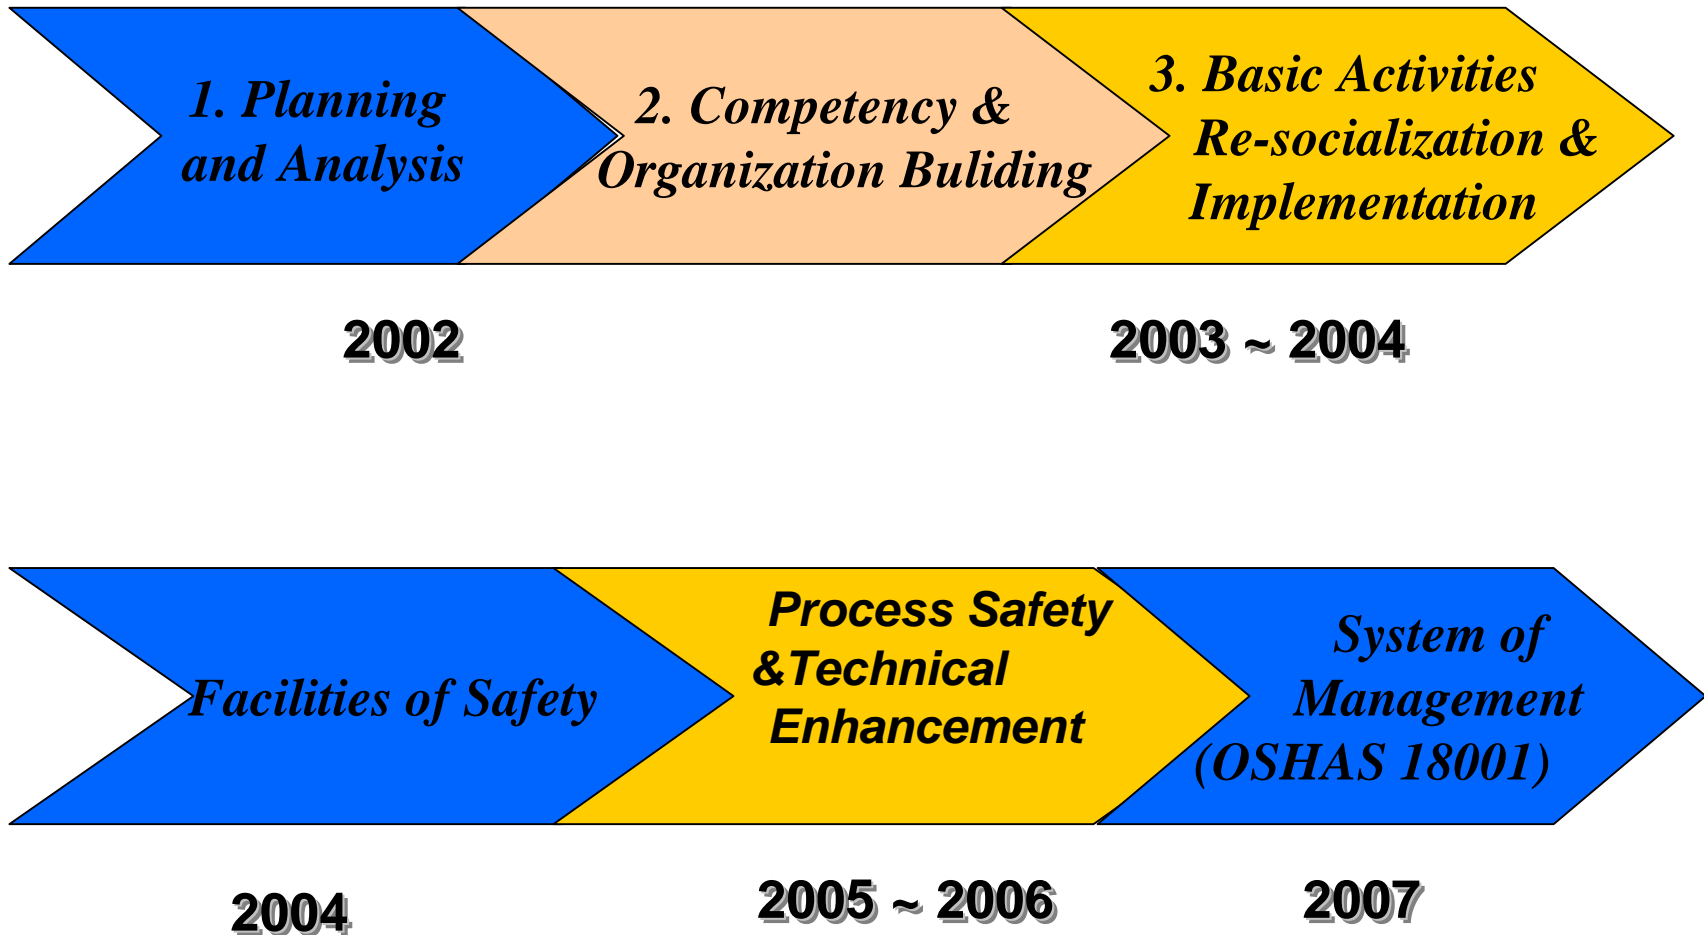 1. Planning
and Analysis
2. Competency &
Organization Buliding
3. Basic Activities
Re-socialization &
Implementation
2002
2003 ~ 2004
Facilities of Safety
Process Safety
&Technical
Enhancement
System of
Management
(OSHAS 18001)
2004
2005 ~ 2006
2007